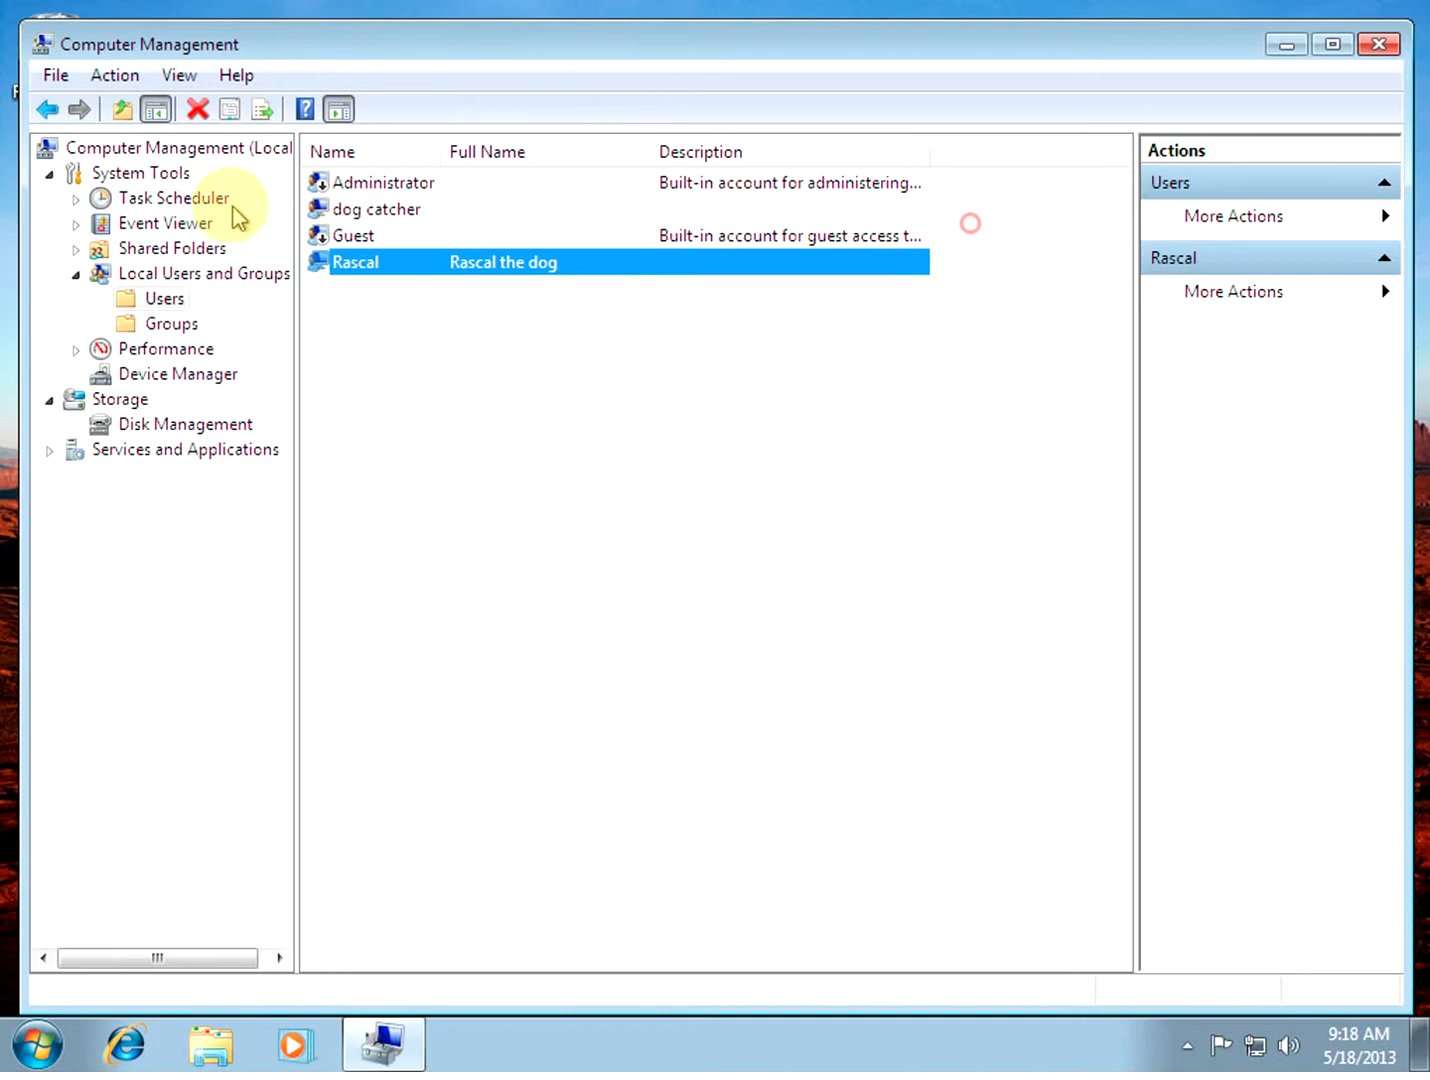 Computer Management
File Action View Help
Computer Management (Local
System Tools
Task Scheduler
Event Viewer
Shared Folders
Local Users and Groups
Users
Groups
Performance
Device Manager
Storage
Disk Management
Services and Applications
Name Full Name Description
Administrator Built-in account for administering...
dog catcher
Guest Built-in account for guest access t...
Rascal Rascal the dog
Actions
Users
More Actions
Rascal
More Actions
9:18 AM
5/18/2013